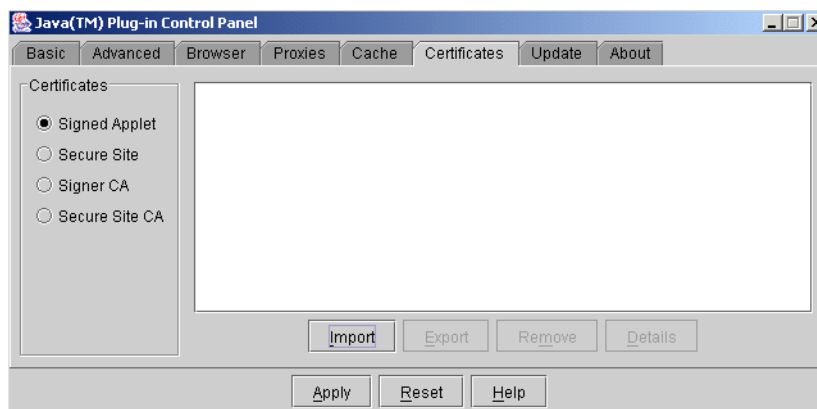 Java(TM) Plug-in Control Panel
Basic Advanced Browser Proxies Cache Certificates Update About
Certificates
Signed Applet
Secure Site
Signer CA
Secure Site CA
Import Export Remove Details
Apply Reset Help